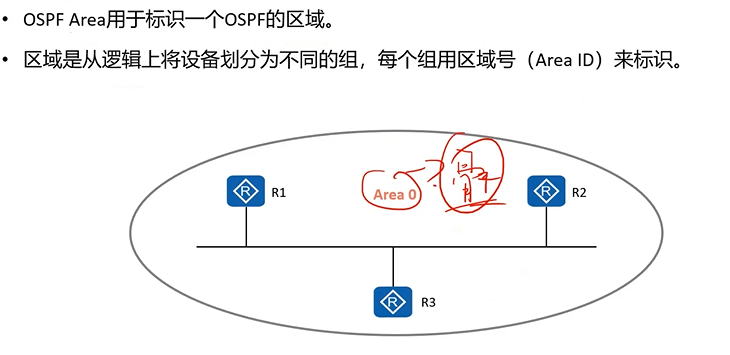 • OSPF Area用于标识一个OSPF的区域。
• 区域是从逻辑上将设备划分为不同的组，每个组用区域号（Area ID）来标识。
Area 0 ? 骨干
R R1
R R2
R R3